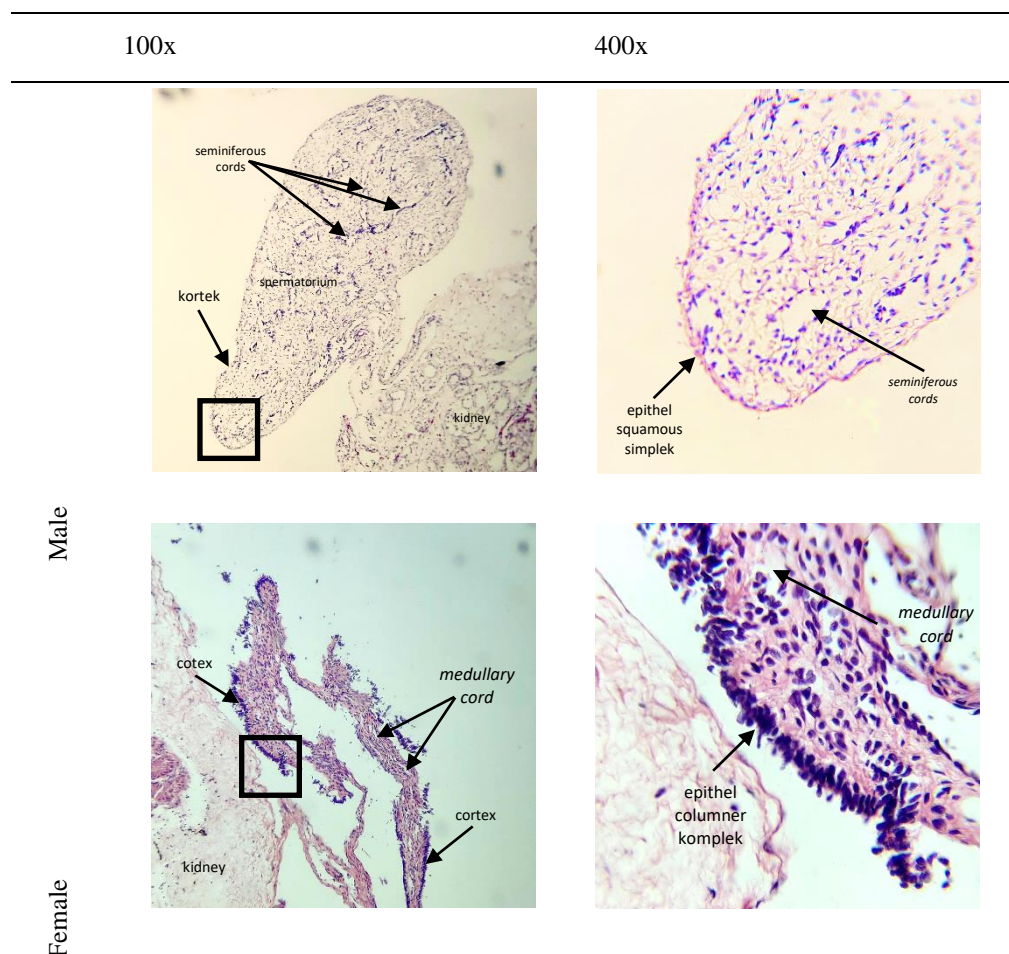 100x
400x
Male
seminiferous
cords
spermatorium
kortek
kidney
seminiferous
cords
epithel
squamous
simplek
Female
cotex
medullary
cord
cortex
kidney
medullary
cord
epithel
columner
komplek